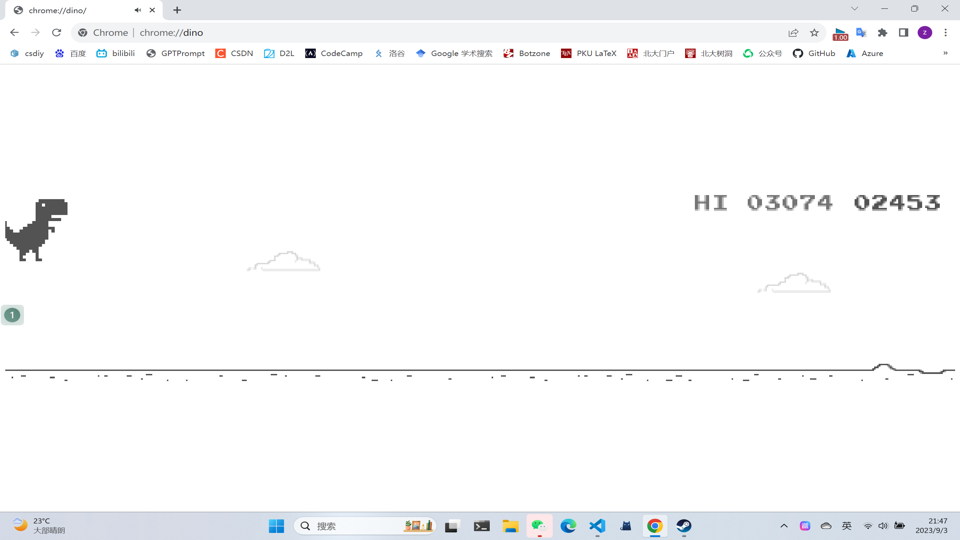 chrome://dino/
Chrome | chrome://dino
1.00
z
csdiy 百度 bilibili GPTPrompt CSDN D2L CodeCamp 洛谷 Google 学术搜索 Botzone PKU LaTeX 北大门户 北大树洞 公众号 GitHub Azure »
HI 03074 02453
1
23°C
大部晴朗
搜索
英
21:47
2023/9/3